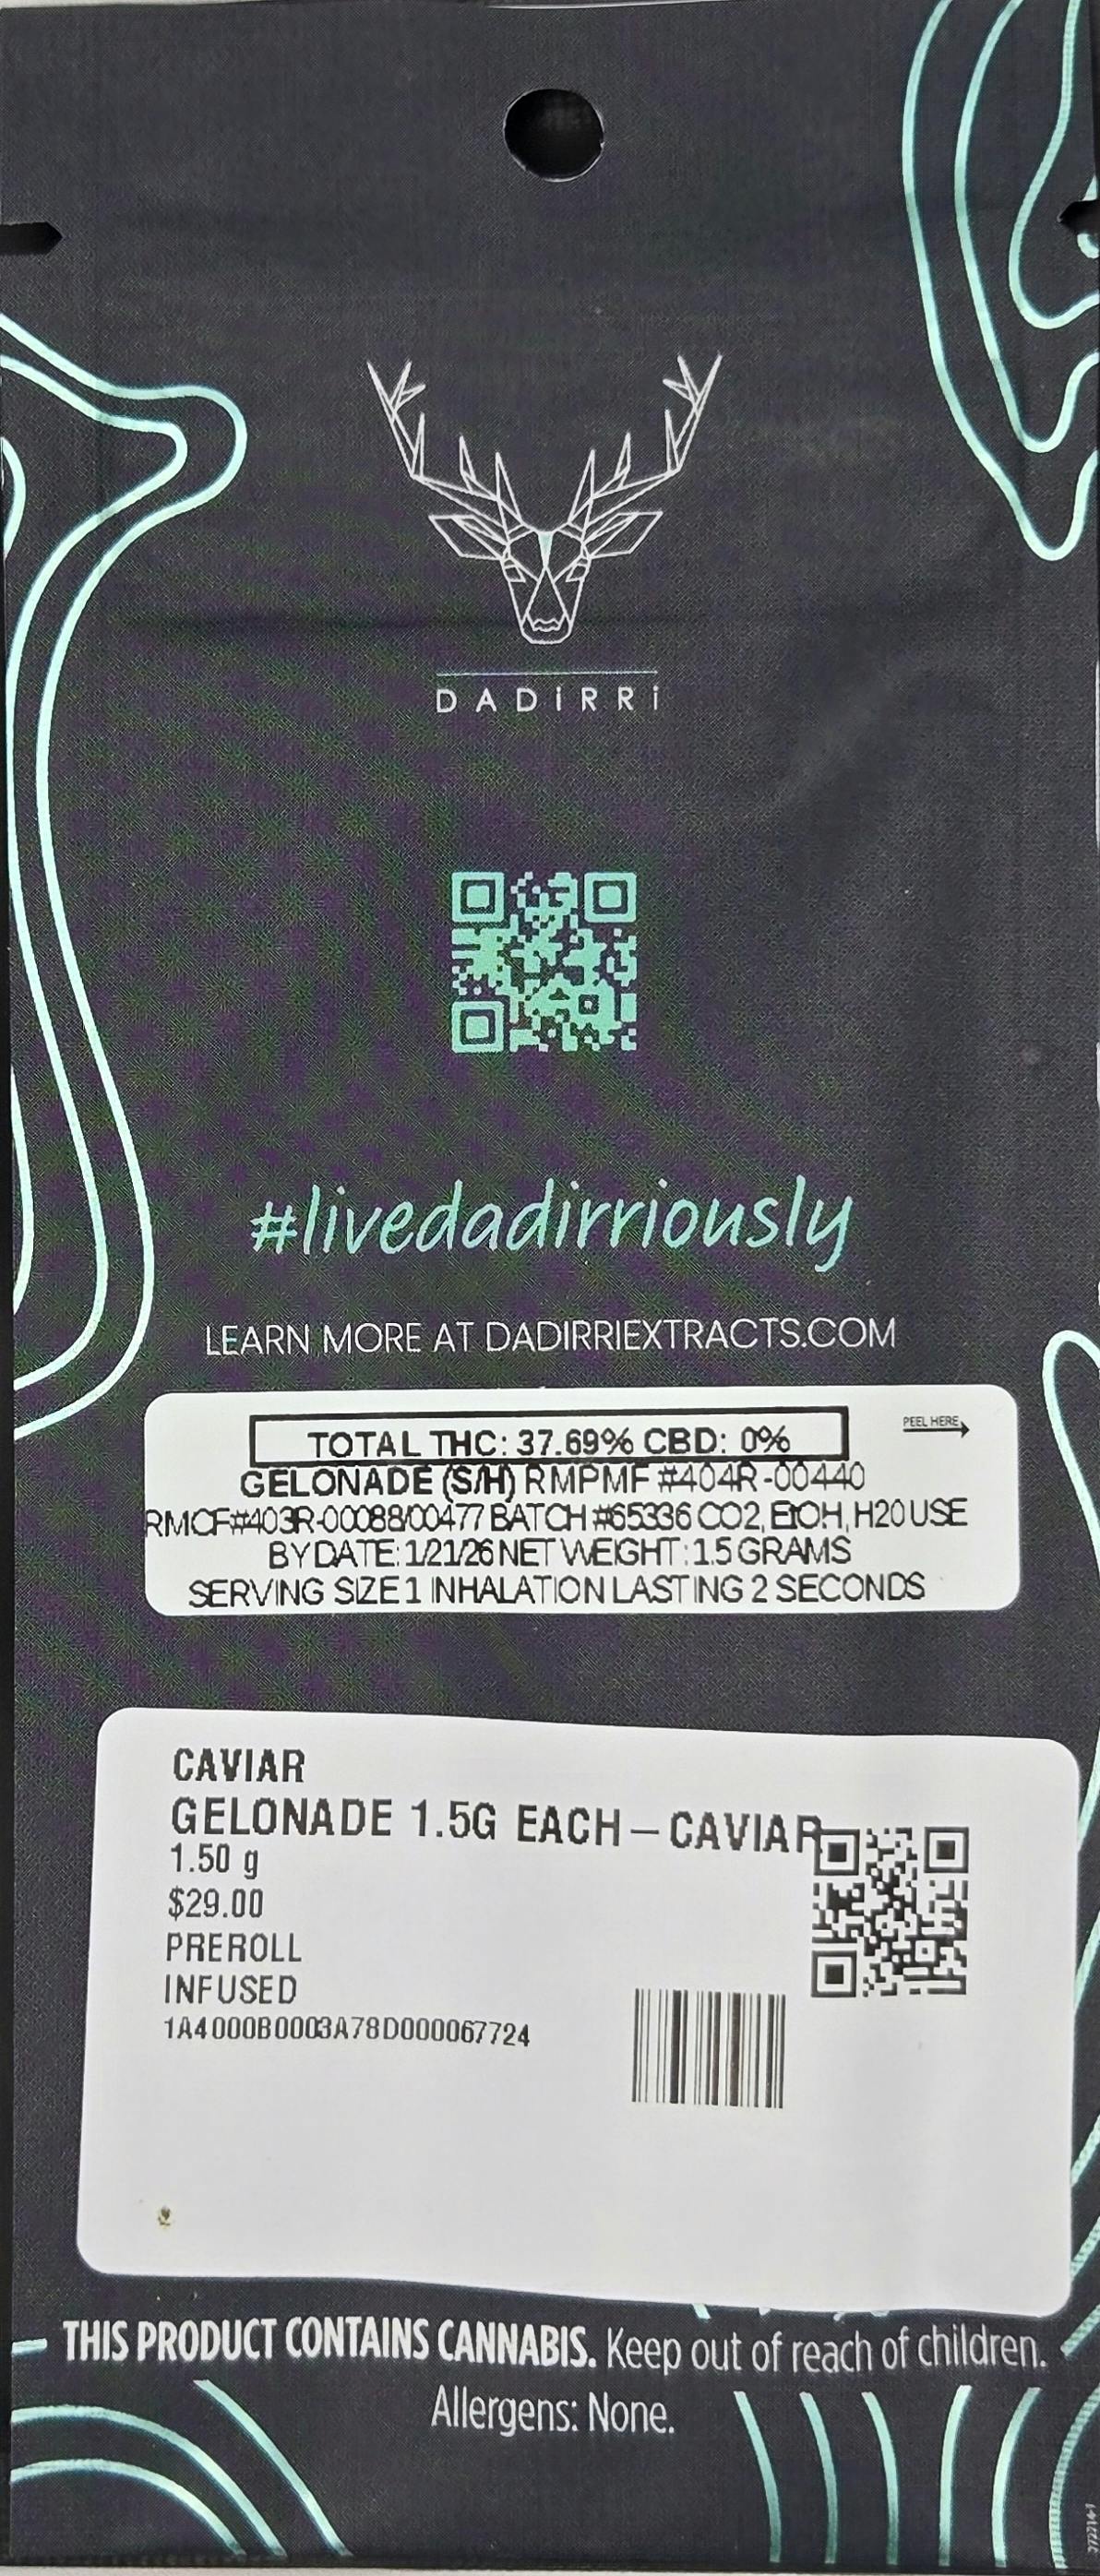 DADiRRi
#livedadirriously
LEARN MORE AT DADIRRIEXTRACTS.COM
PEEL HERE
TOTAL THC: 37.69% CBD: 0%
GELONADE (S/H) RMPMF #404R-00440
RMCF#403R-00088/00477 BATCH #65336 CO2, EtOH, H20 USE
BY DATE: 1/21/26 NET WEIGHT: 1.5 GRAMS
SERVING SIZE 1 INHALATION LASTING 2 SECONDS
CAVIAR
GELONADE 1.5G EACH – CAVIAR
1.50 g
$29.00
PREROLL
INFUSED
1A4000B0003A78D000067724
THIS PRODUCT CONTAINS CANNABIS. Keep out of reach of children.
Allergens: None.